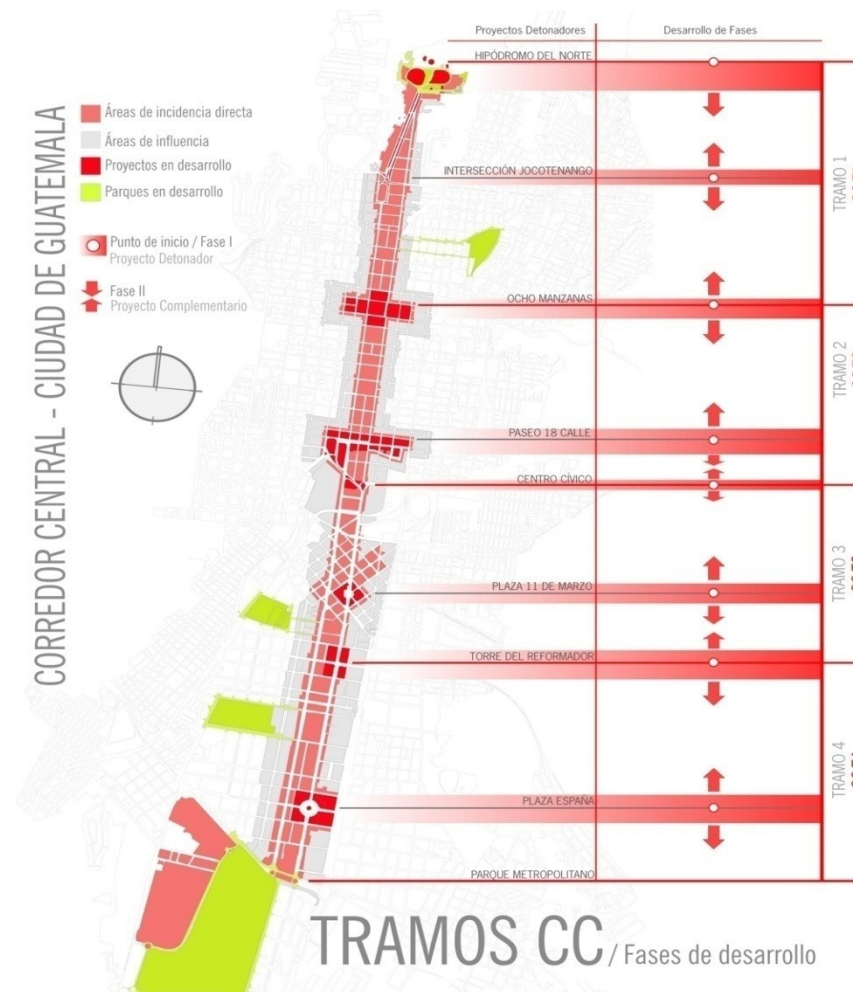 Proyectos Detonadores
Desarrollo de Fases
HIPÓDROMO DEL NORTE
INTERSECCIÓN JOCOTENANGO
OCHO MANZANAS
PASEO 18 CALLE
CENTRO CÍVICO
PLAZA 11 DE MARZO
TORRE DEL REFORMADOR
PLAZA ESPAÑA
PARQUE METROPOLITANO
TRAMO 1
TRAMO 2
TRAMO 3
TRAMO 4
CORREDOR CENTRAL - CIUDAD DE GUATEMALA
Áreas de incidencia directa
Áreas de influencia
Proyectos en desarrollo
Parques en desarrollo
Punto de inicio / Fase I
Proyecto Detonador
Fase II
Proyecto Complementario
TRAMOS CC / Fases de desarrollo